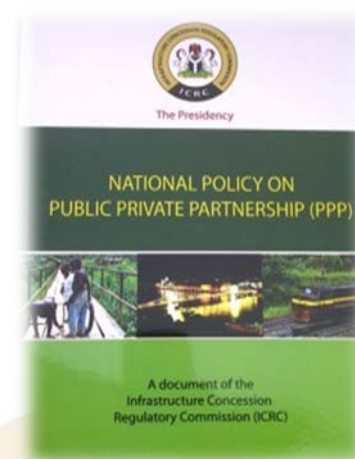 ICRC
The Presidency
NATIONAL POLICY ON
PUBLIC PRIVATE PARTNERSHIP (PPP)
A document of the
Infrastructure Concession
Regulatory Commission (ICRC)